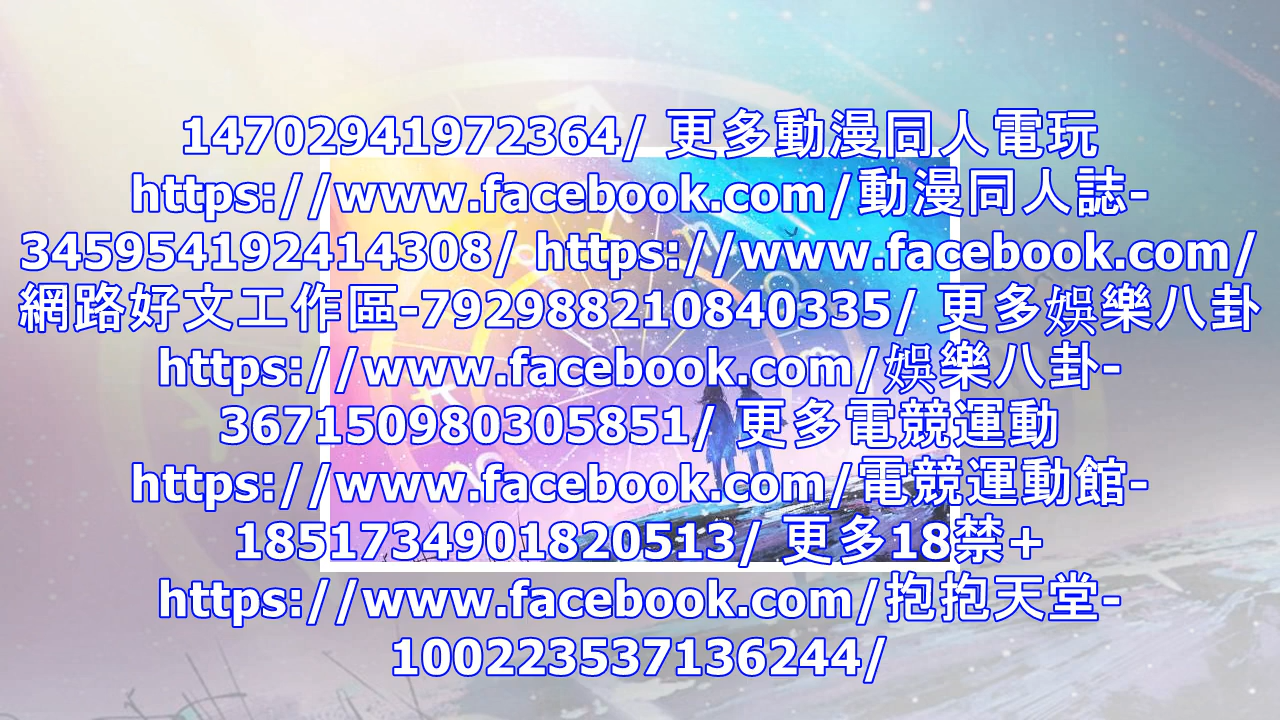 14702941972364/ 更多動漫同人電玩
https://www.facebook.com/動漫同人誌-
345954192414308/ https://www.facebook.com/
網路好文工作區-792988210840335/ 更多娛樂八卦
https://www.facebook.com/娛樂八卦-
367150980305851/ 更多電競運動
https://www.facebook.com/電競運動館-
1851734901820513/ 更多18禁+
https://www.facebook.com/抱抱天堂-
100223537136244/